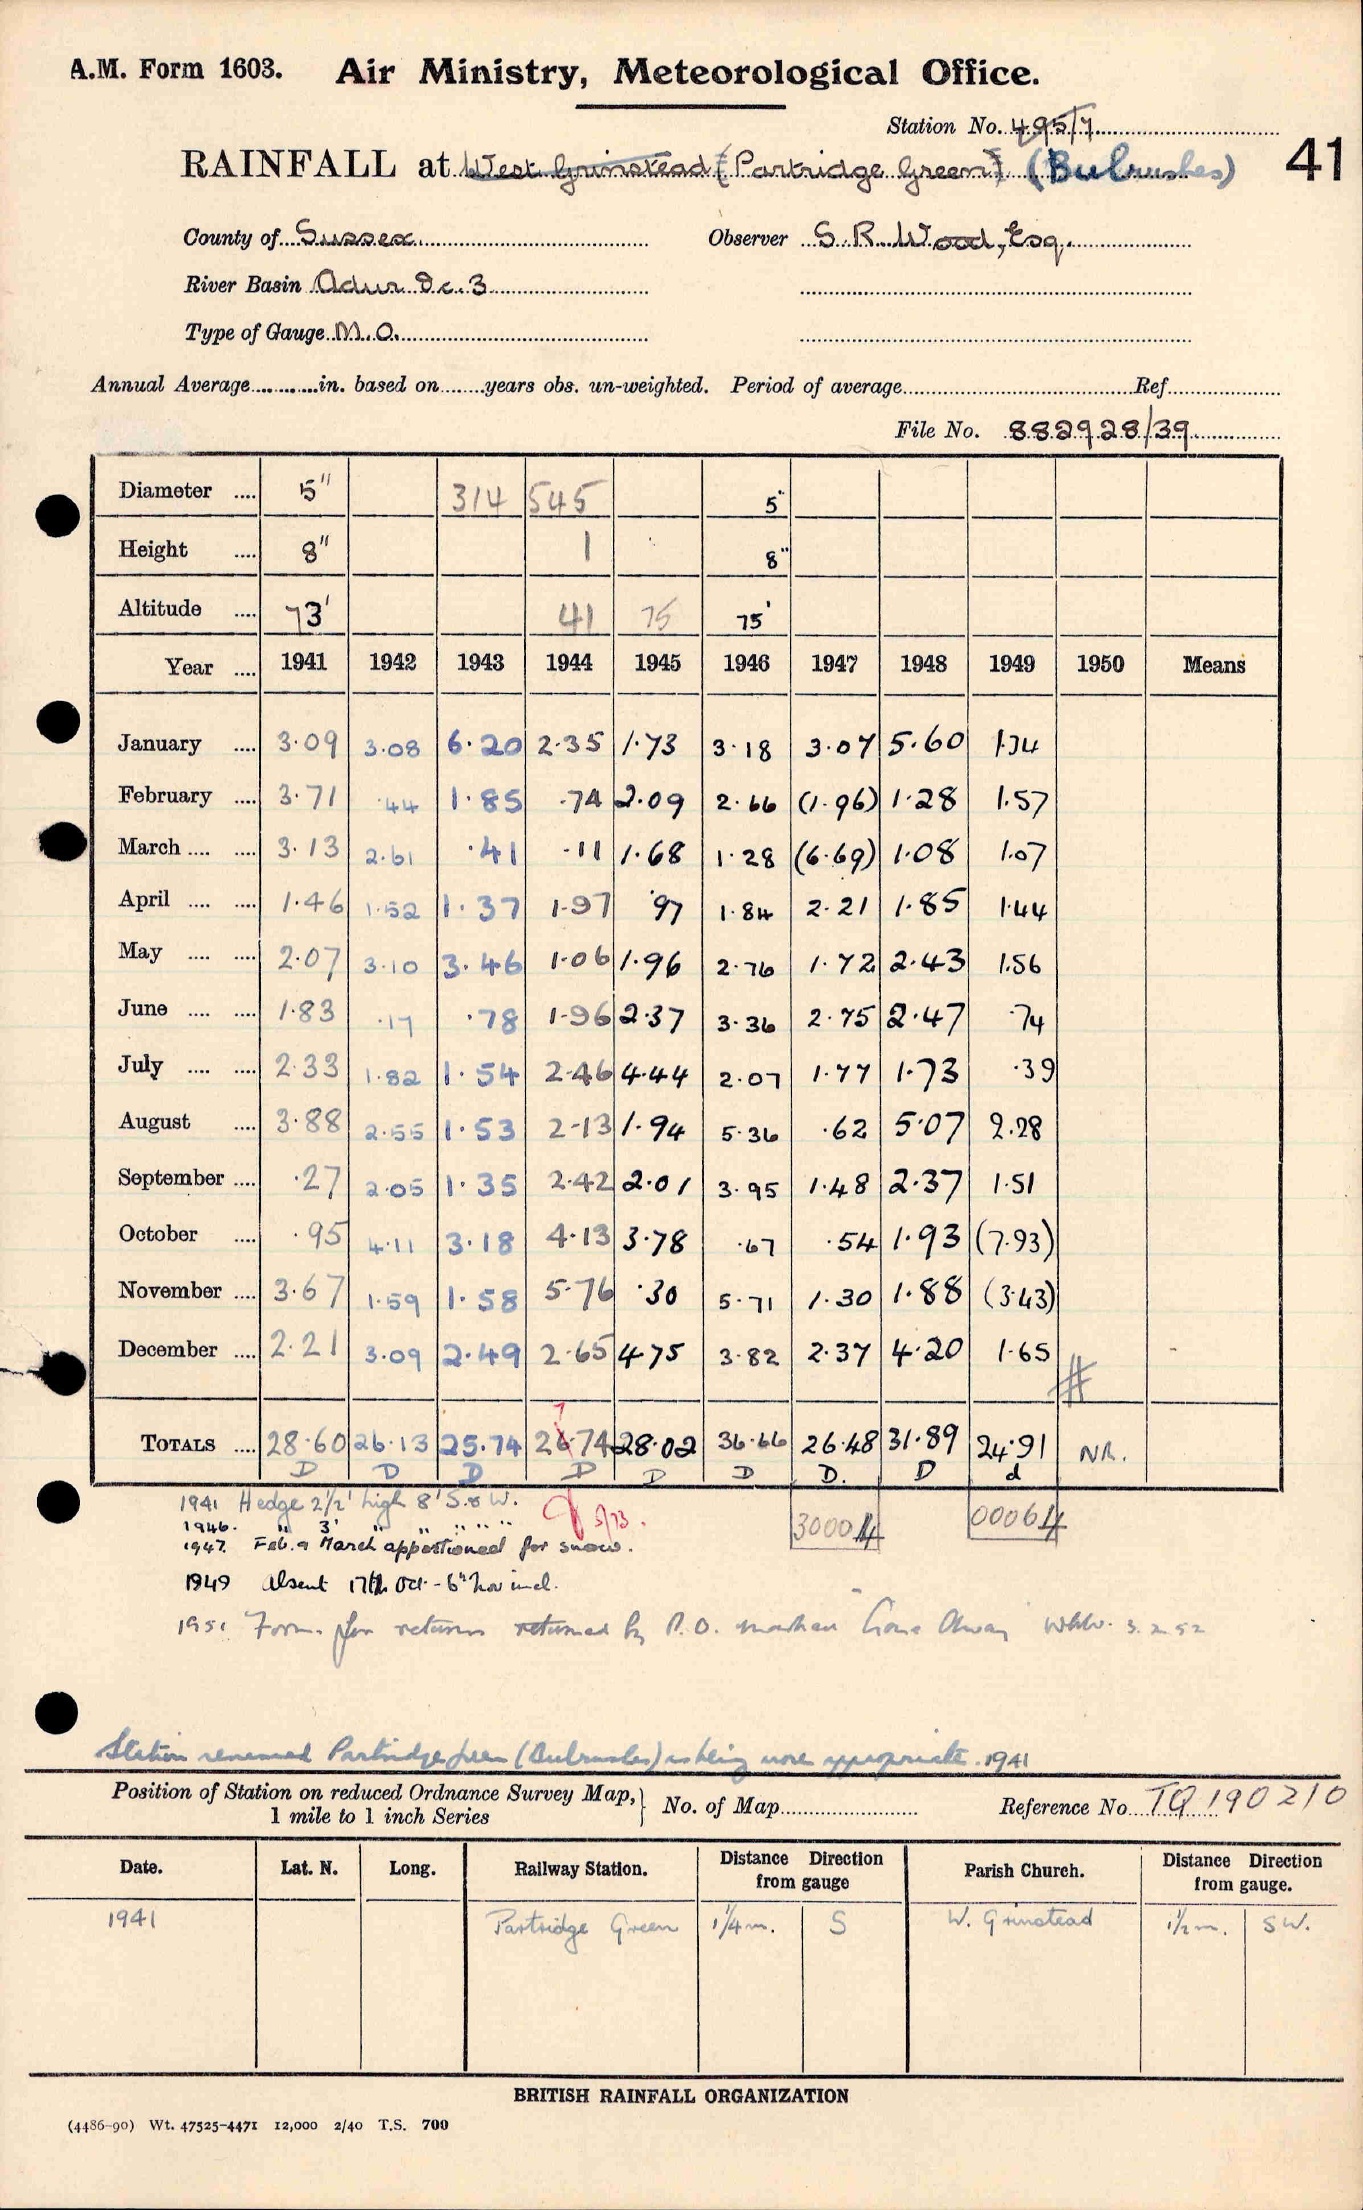 A.M. Form 1603. Air Ministry, Meteorological Office.
Station No. 495/7
RAINFALL at West Grinstead (Partridge Green) (Bulrushes) 41
County of Sussex Observer S. R. Wood, Esq.
River Basin Adur Dc. 3
Type of Gauge M.O.
Annual Average in. based on years obs. un-weighted. Period of average Ref
File No. 882928/39
Diameter 5" 314 545 5"
Height 8" 1 8"
Altitude 73' 41 75 75'
Year 1941 1942 1943 1944 1945 1946 1947 1948 1949 1950 Means
January 3.09 3.08 6.20 2.35 1.73 3.18 3.07 5.60 1.34
February 3.71 .44 1.85 .74 2.09 2.66 (1.96) 1.28 1.57
March 3.13 2.61 .41 .11 1.68 1.28 (6.69) 1.08 1.07
April 1.46 1.52 1.37 1.97 .97 1.84 2.21 1.85 1.44
May 2.07 3.10 3.46 1.06 1.96 2.76 1.72 2.43 1.56
June 1.83 .17 .78 1.96 2.37 3.36 2.75 2.47 .74
July 2.33 1.82 1.54 2.46 4.44 2.07 1.77 1.73 .39
August 3.88 2.55 1.53 2.13 1.94 5.36 .62 5.07 2.28
September .27 2.05 1.35 2.42 2.01 3.95 1.48 2.37 1.51
October .95 4.11 3.18 4.13 3.78 .67 .54 1.93 (7.93)
November 3.67 1.59 1.58 5.76 .30 5.71 1.30 1.88 (3.43)
December 2.21 3.09 2.49 2.65 4.75 3.82 2.37 4.20 1.65
#
7
TOTALS 28.60 26.13 25.74 26.74 28.02 36.66 26.48 31.89 24.91 NR.
D D D D D D D. D d
1941 Hedge 2½' high 8' S. & W.
1946. " 3' " " " " "
5/73.
30004 00064
1947. Feb. & March apportioned for snow.
1949 Absent 17th Oct - 6th Nov incl.
1951 Form for returns returned by P.O. marked "Gone Away" 3.2.52
Station renamed Partridge Green (Bulrushes) as being more appropriate. 1941
Position of Station on reduced Ordnance Survey Map, 1 mile to 1 inch Series } No. of Map Reference No. TQ 190210
Date. Lat. N. Long. Railway Station. Distance Direction from gauge Parish Church. Distance Direction from gauge.
1941 Partridge Green 1¼ m. S W. Grinstead 1½ m. SW.
BRITISH RAINFALL ORGANIZATION
(4486-90) Wt. 47525-4471 12,000 2/40 T.S. 700